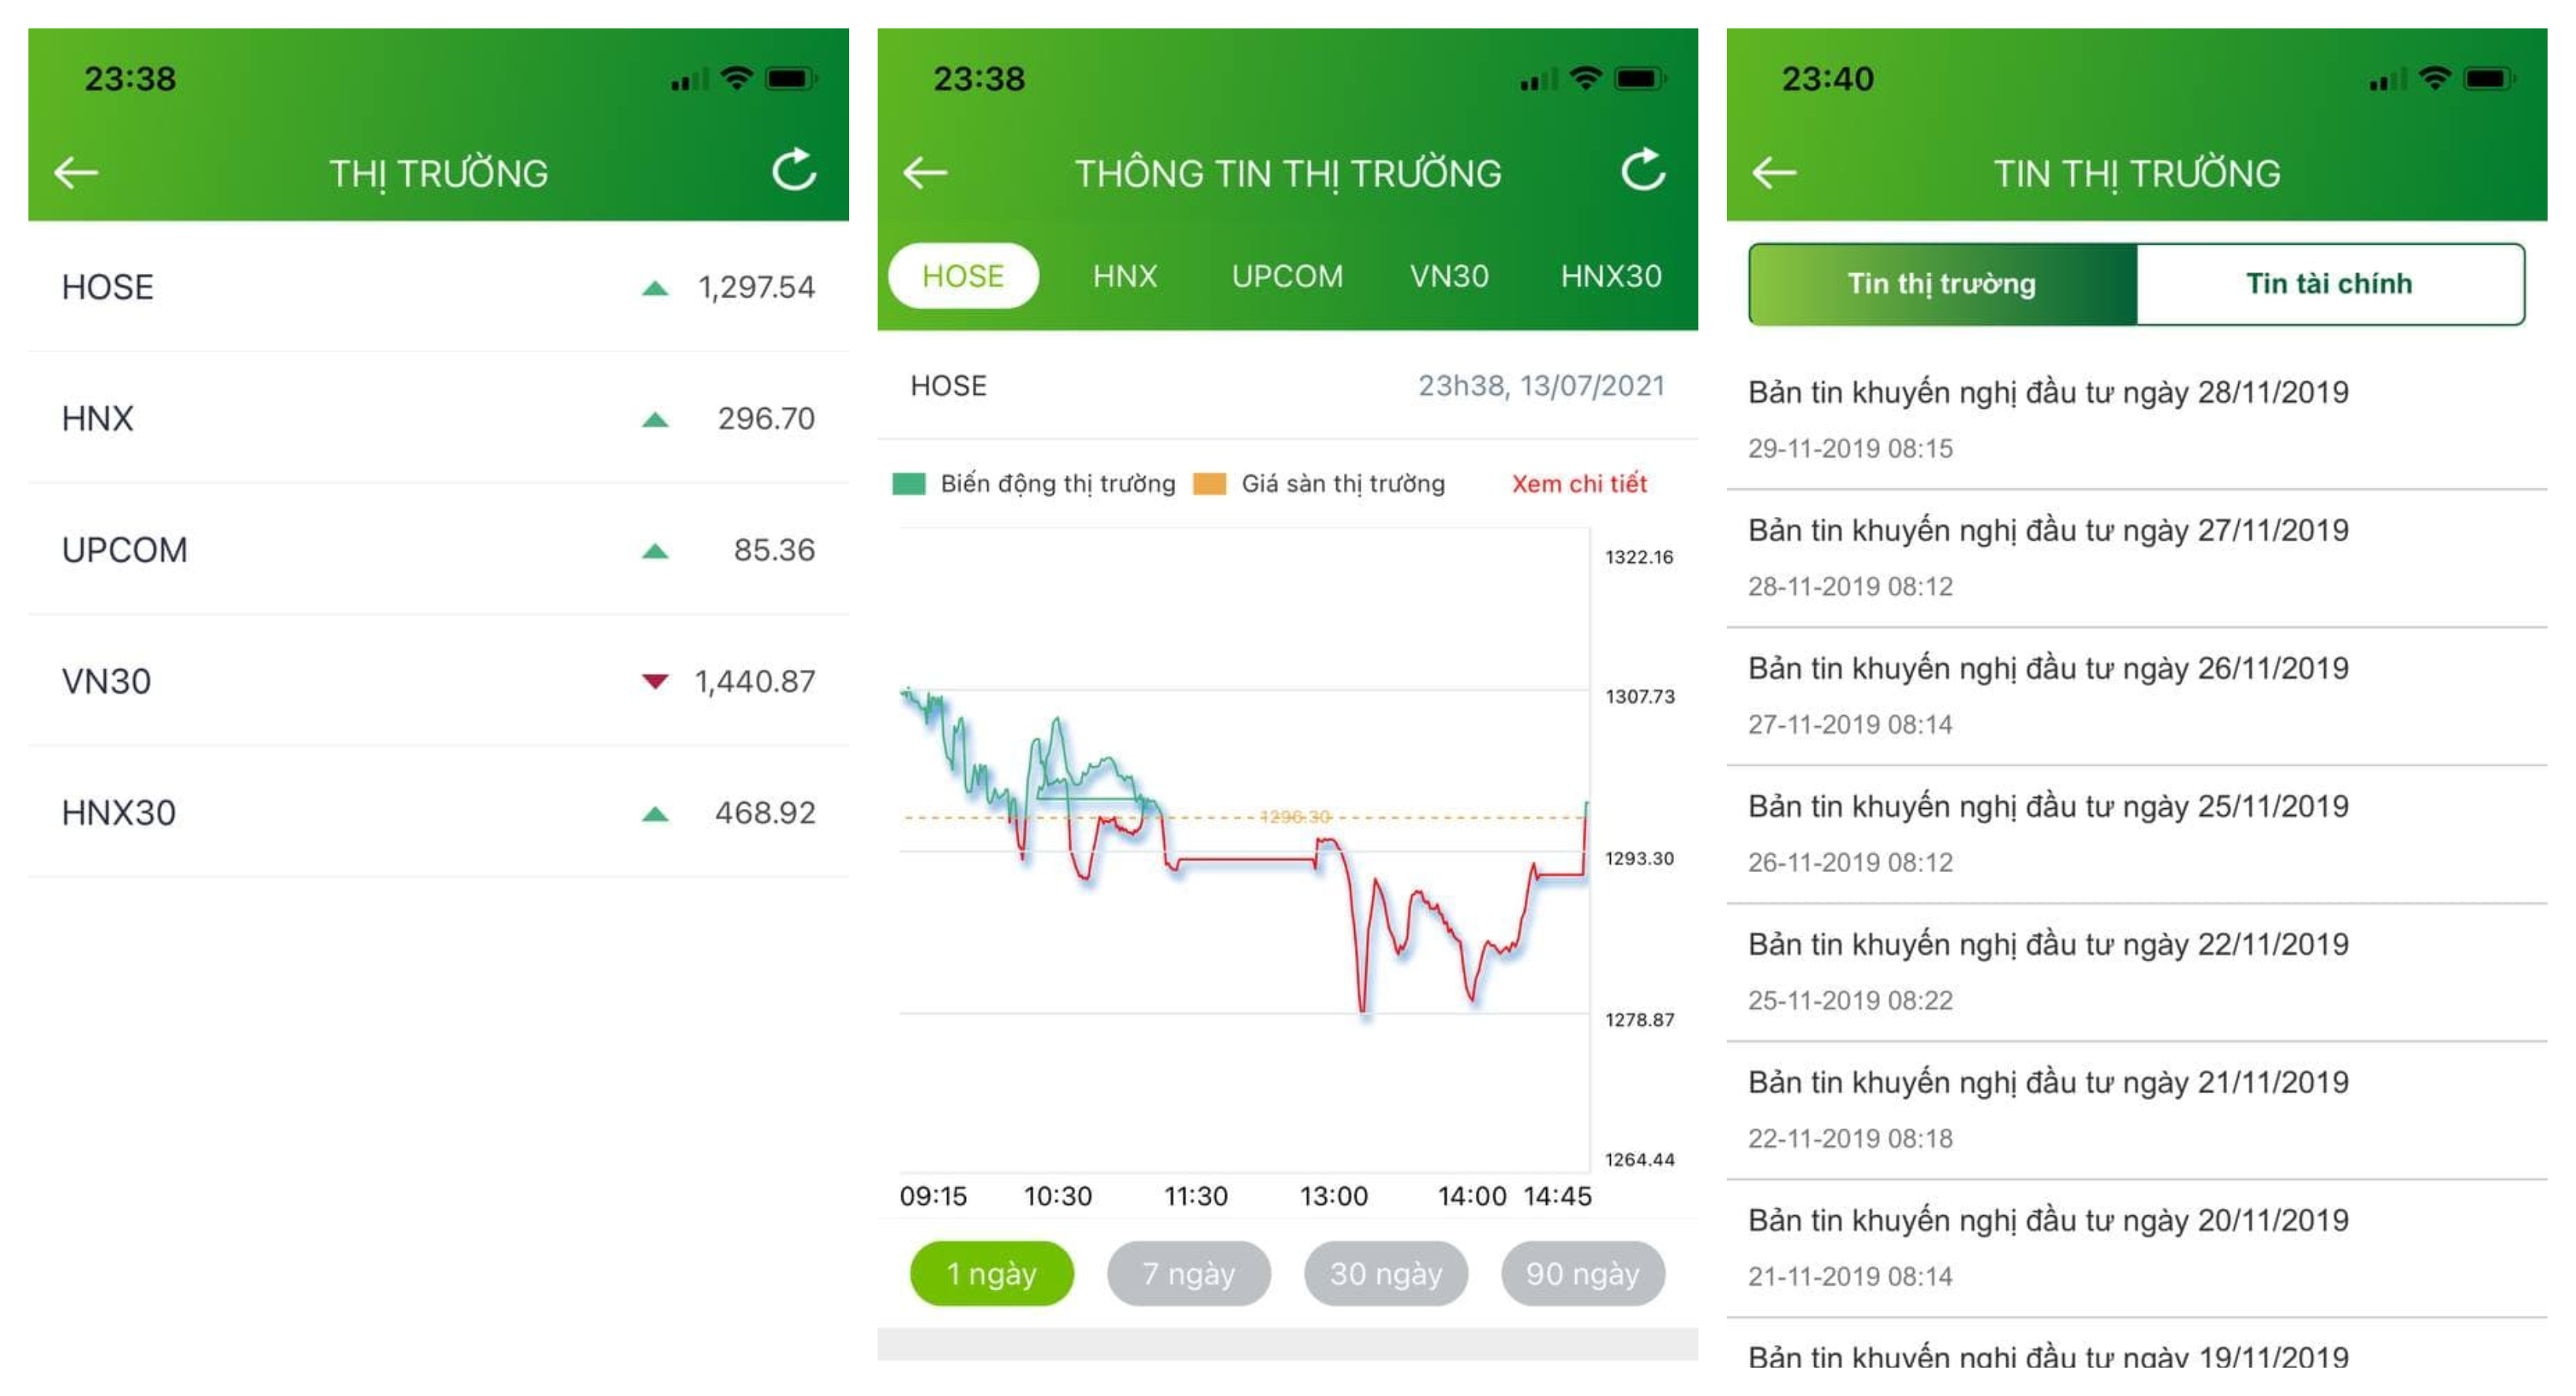 23:38
THỊ TRƯỜNG
HOSE 1,297.54
HNX 296.70
UPCOM 85.36
VN30 1,440.87
HNX30 468.92
23:38
THÔNG TIN THỊ TRƯỜNG
HOSE HNX UPCOM VN30 HNX30
HOSE 23h38, 13/07/2021
Biến động thị trường Giá sàn thị trường Xem chi tiết
1322.16
1307.73
1296.30
1293.30
1278.87
1264.44
09:15 10:30 11:30 13:00 14:00 14:45
1 ngày 7 ngày 30 ngày 90 ngày
23:40
TIN THỊ TRƯỜNG
Tin thị trường Tin tài chính
Bản tin khuyến nghị đầu tư ngày 28/11/2019
29-11-2019 08:15
Bản tin khuyến nghị đầu tư ngày 27/11/2019
28-11-2019 08:12
Bản tin khuyến nghị đầu tư ngày 26/11/2019
27-11-2019 08:14
Bản tin khuyến nghị đầu tư ngày 25/11/2019
26-11-2019 08:12
Bản tin khuyến nghị đầu tư ngày 22/11/2019
25-11-2019 08:22
Bản tin khuyến nghị đầu tư ngày 21/11/2019
22-11-2019 08:18
Bản tin khuyến nghị đầu tư ngày 20/11/2019
21-11-2019 08:14
Bản tin khuyến nghị đầu tư ngày 19/11/2019